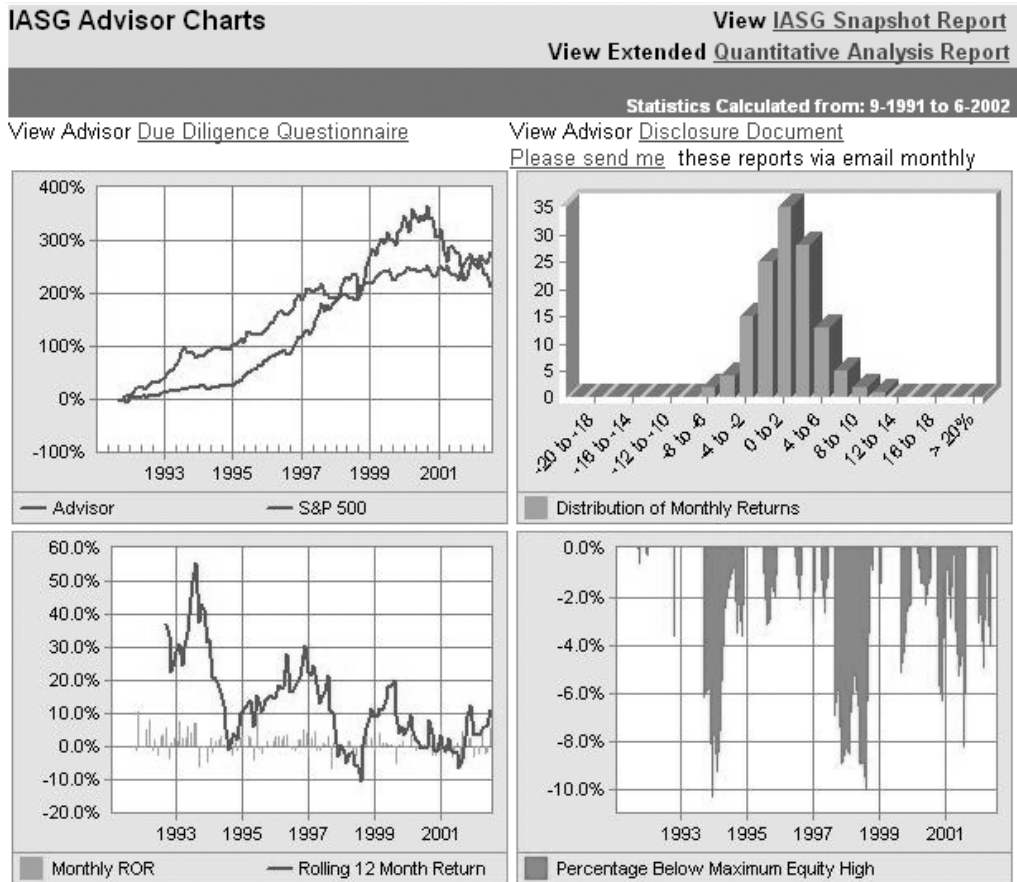 IASG Advisor Charts
View IASG Snapshot Report
View Extended Quantitative Analysis Report
Statistics Calculated from: 9-1991 to 6-2002
View Advisor Due Diligence Questionnaire
View Advisor Disclosure Document
Please send me these reports via email monthly
400%
300%
200%
100%
0%
-100%
1993 1995 1997 1999 2001
Advisor S&P 500
35
30
25
20
15
10
5
0
-20 to -18 -16 to -14 -12 to -10 -8 to -6 -4 to -2 0 to 2 4 to 6 8 to 10 12 to 14 16 to 18 > 20%
Distribution of Monthly Returns
60.0%
50.0%
40.0%
30.0%
20.0%
10.0%
0.0%
-10.0%
-20.0%
1993 1995 1997 1999 2001
Monthly ROR Rolling 12 Month Return
0.0%
-2.0%
-4.0%
-6.0%
-8.0%
-10.0%
1993 1995 1997 1999 2001
Percentage Below Maximum Equity High